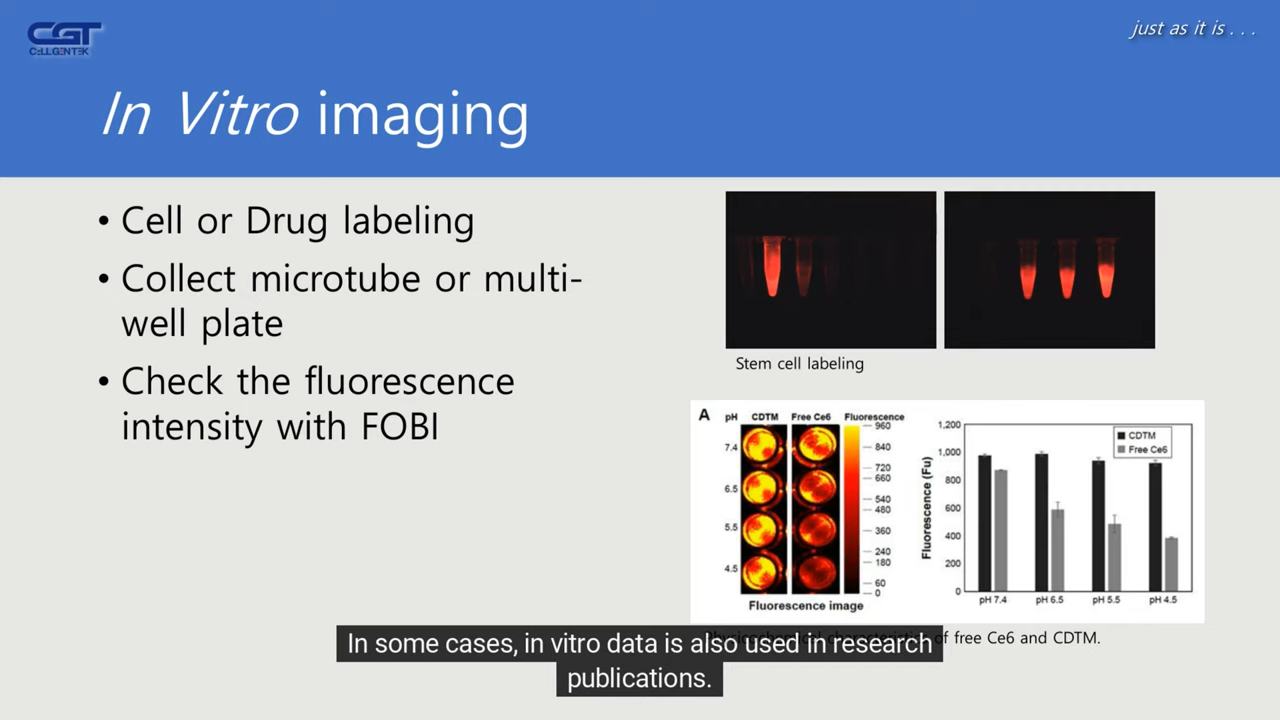 CGT
CELLGENTEK
just as it is . . .
In Vitro imaging
• Cell or Drug labeling
• Collect microtube or multi-
well plate
• Check the fluorescence
intensity with FOBI
Stem cell labeling
A pH CDTM Free Ce6 Fluorescence
7.4
6.5
5.5
4.5
960
840
720
660
540
480
360
240
180
60
0
Fluorescence image
Fluorescence (Fu)
1,200
1,000
800
600
400
200
0
CDTM
Free Ce6
pH 7.4 pH 6.5 pH 5.5 pH 4.5
of free Ce6 and CDTM.
In some cases, in vitro data is also used in research
publications.